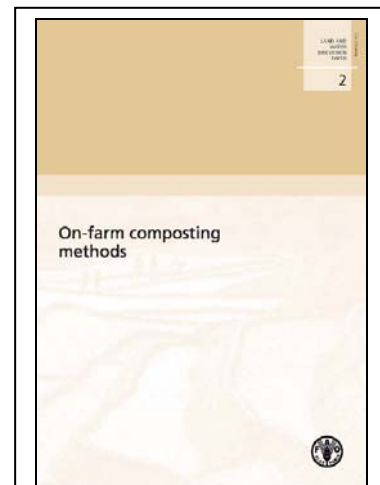 LAND AND
WATER
DISCUSSION
PAPER
2
On-farm composting
methods